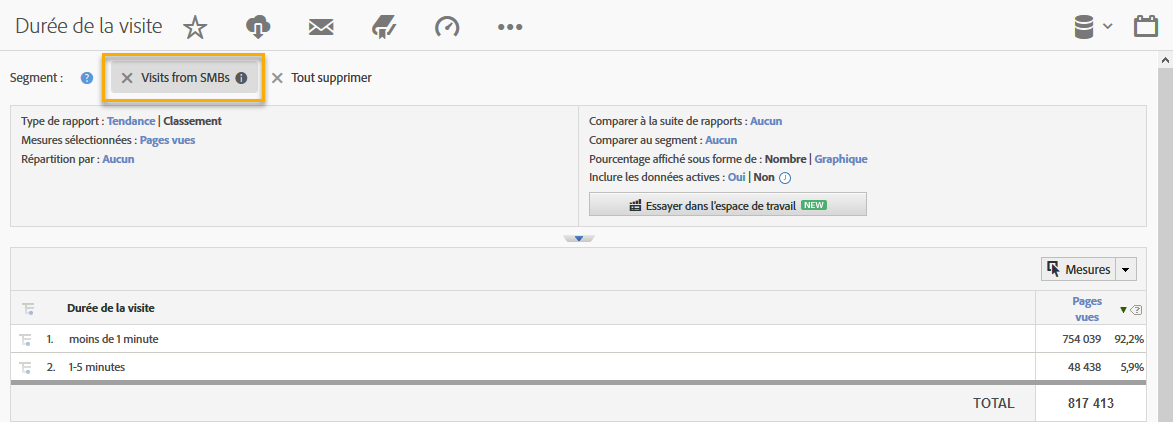 Durée de la visite
Segment : ? Visits from SMBs i Tout supprimer
Type de rapport : Tendance | Classement
Mesures sélectionnées : Pages vues
Répartition par : Aucun
Comparer à la suite de rapports : Aucun
Comparer au segment : Aucun
Pourcentage affiché sous forme de : Nombre | Graphique
Inclure les données actives : Oui | Non i
Essayer dans l'espace de travail NEW
Mesures
Durée de la visite Pages vues ?
1. moins de 1 minute 754 039 92,2%
2. 1-5 minutes 48 438 5,9%
TOTAL 817 413